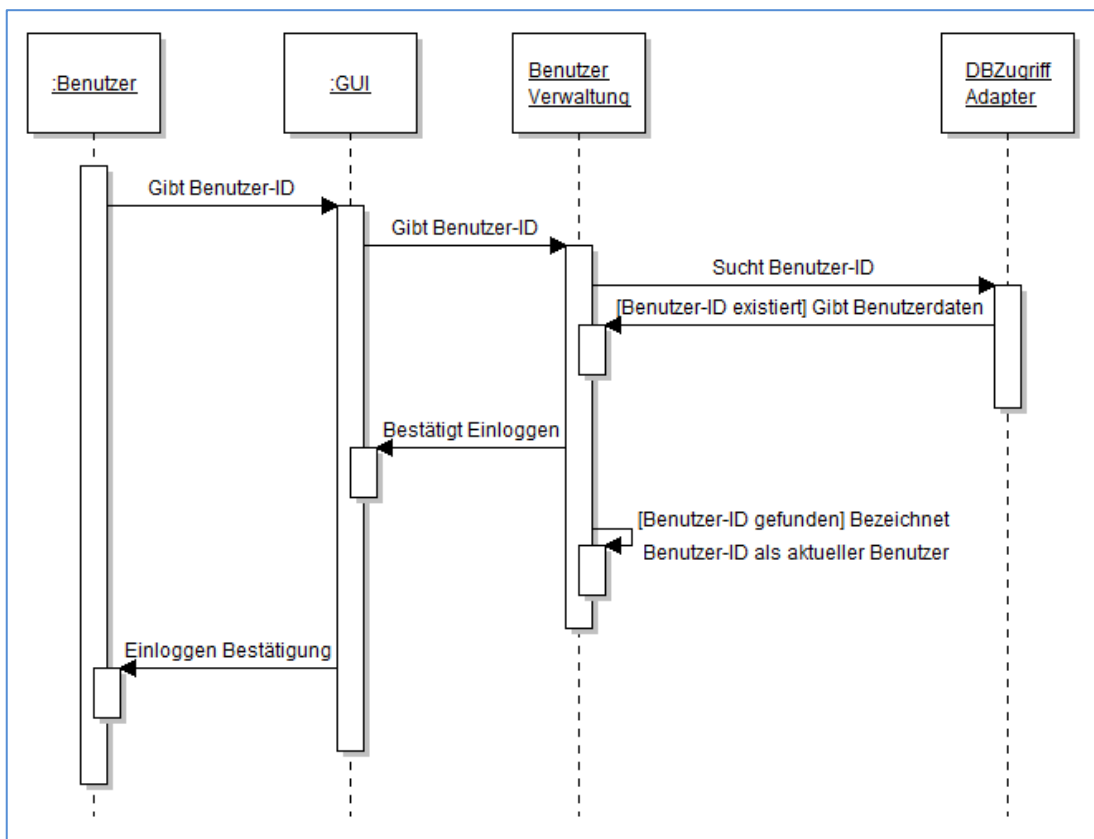 :Benutzer
:GUI
Benutzer
Verwaltung
DBZugriff
Adapter
Gibt Benutzer-ID
Gibt Benutzer-ID
Sucht Benutzer-ID
[Benutzer-ID existiert] Gibt Benutzerdaten
Bestätigt Einloggen
[Benutzer-ID gefunden] Bezeichnet
Benutzer-ID als aktueller Benutzer
Einloggen Bestätigung